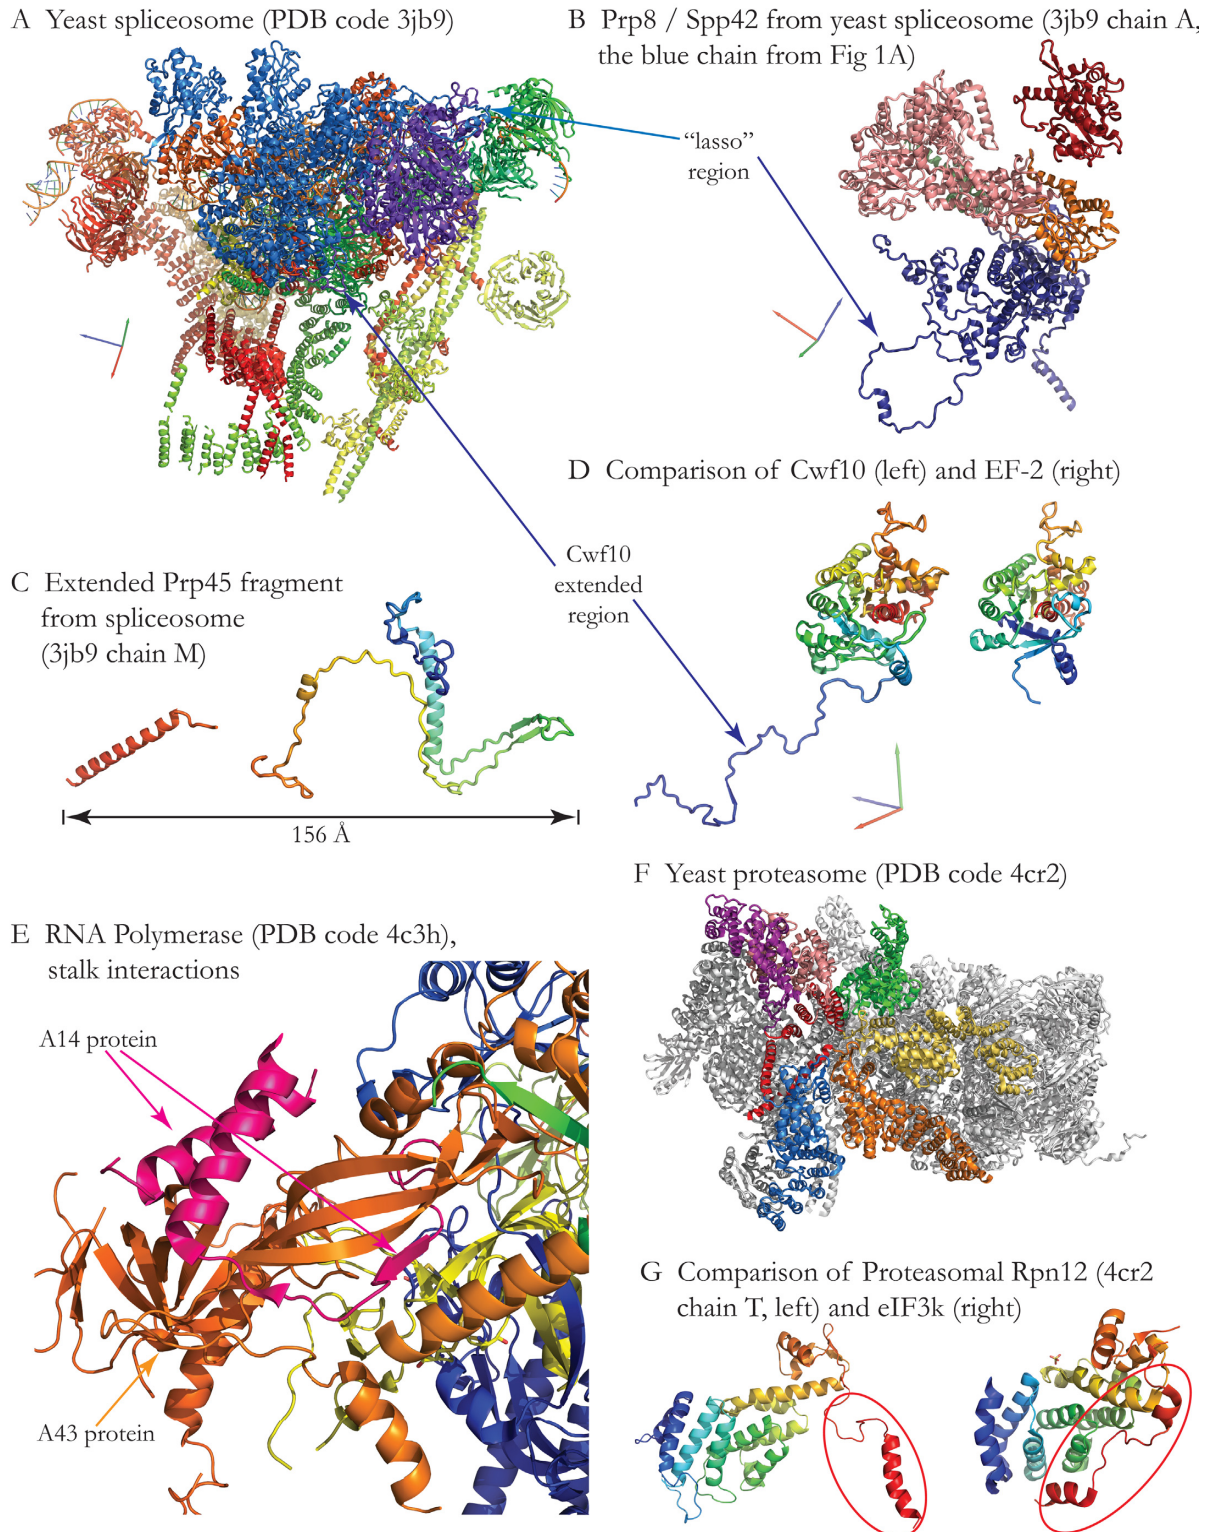 A Yeast spliceosome (PDB code 3jb9)
B Prp8 / Spp42 from yeast spliceosome (3jb9 chain A,
the blue chain from Fig 1A)
"lasso"
region
D Comparison of Cwf10 (left) and EF-2 (right)
Cwf10
extended
region
C Extended Prp45 fragment
from spliceosome
(3jb9 chain M)
156 Å
F Yeast proteasome (PDB code 4cr2)
E RNA Polymerase (PDB code 4c3h),
stalk interactions
A14 protein
A43 protein
G Comparison of Proteasomal Rpn12 (4cr2
chain T, left) and eIF3k (right)